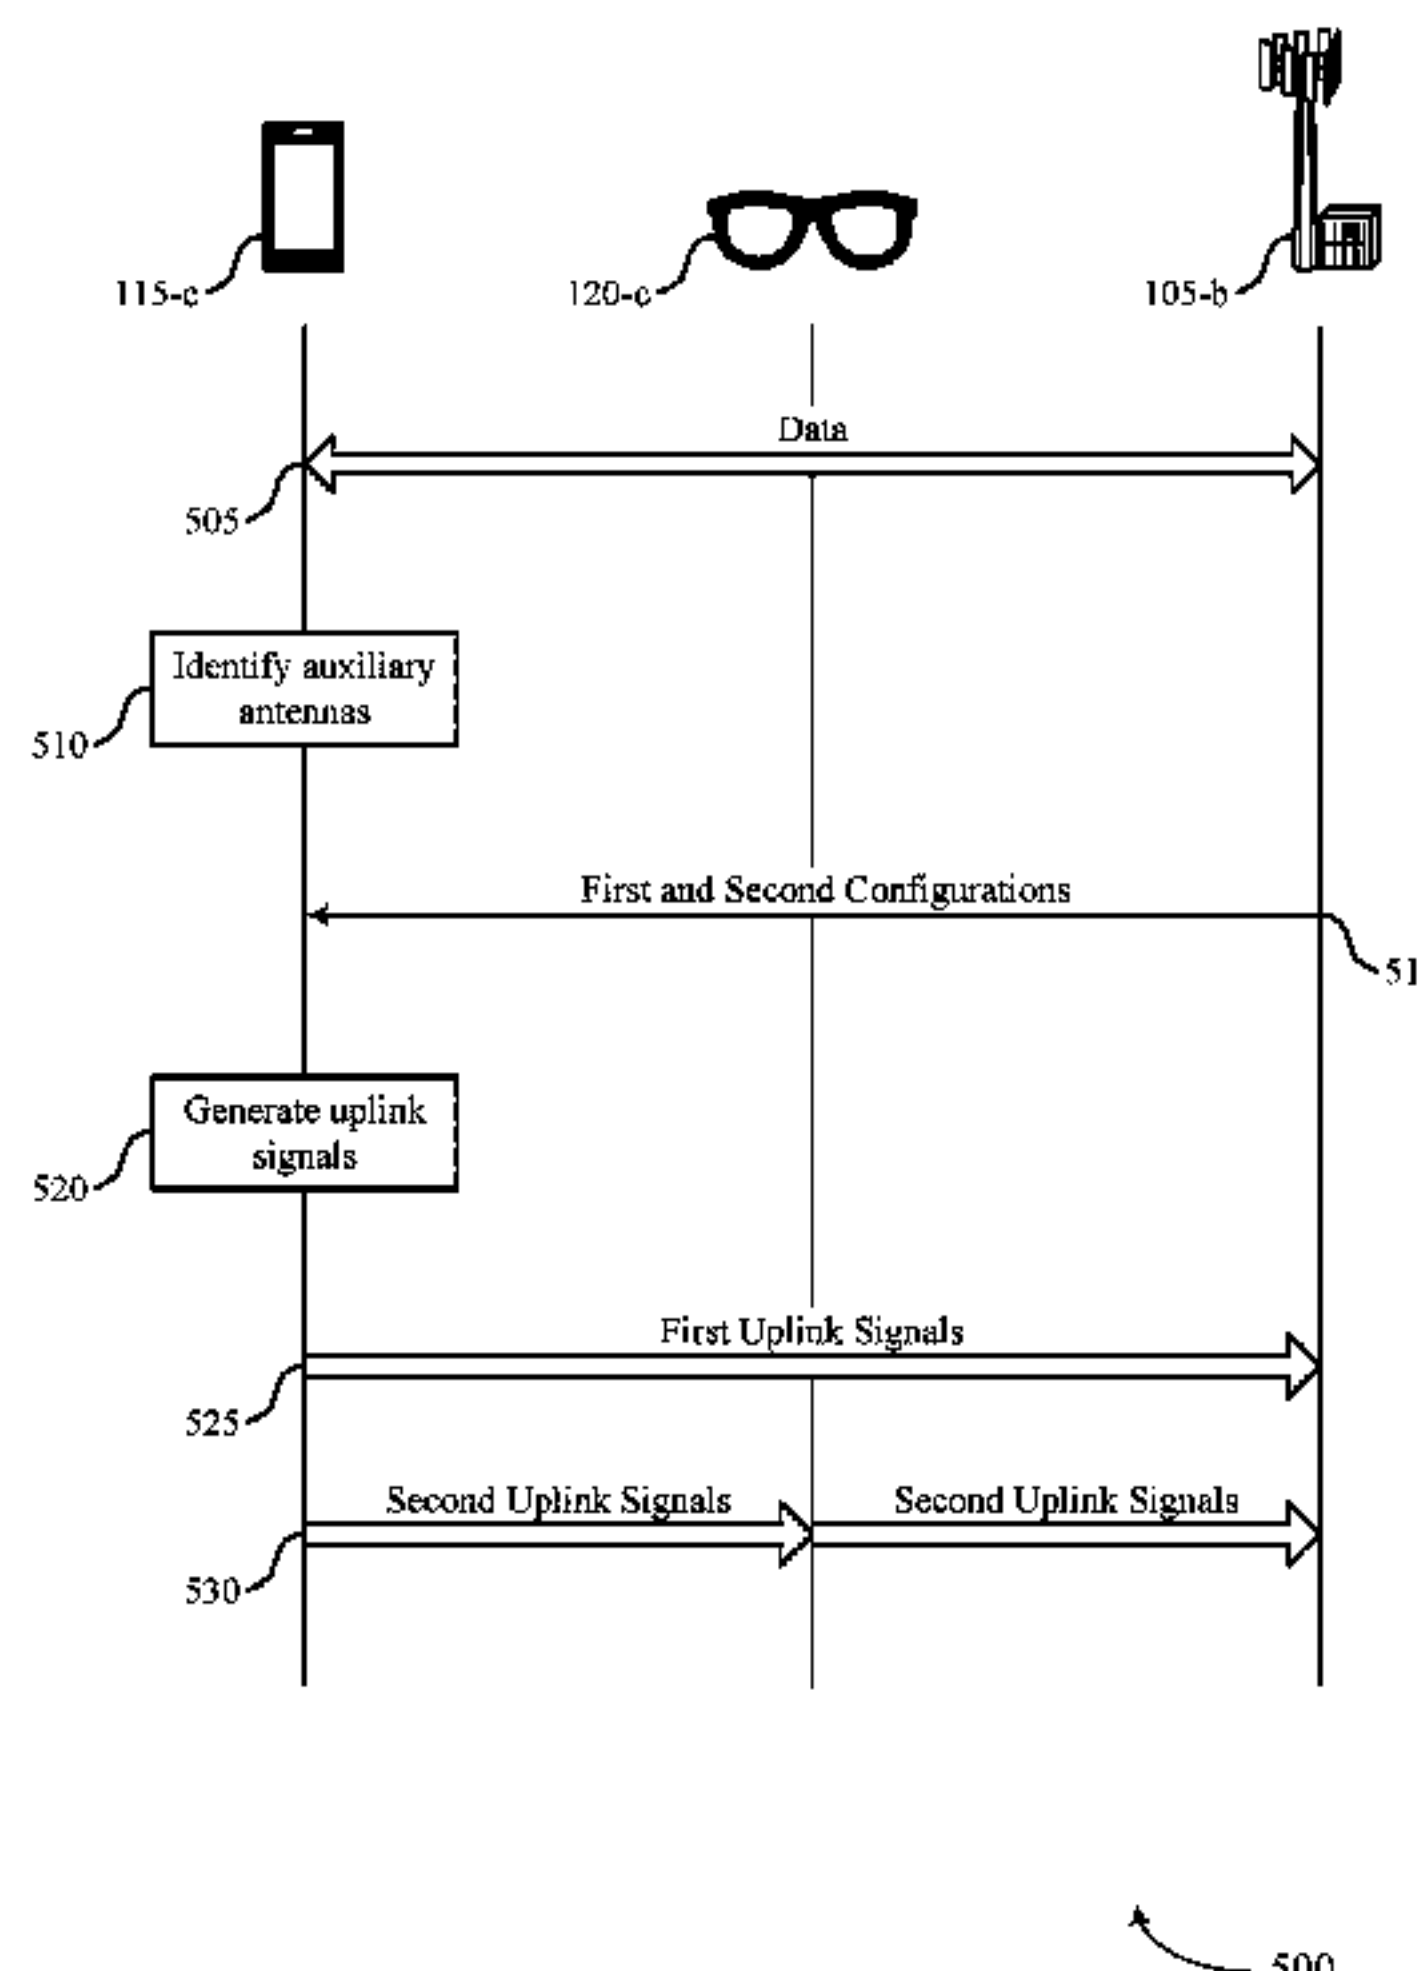 115-c
120-c
105-b
Data
505
Identify auxiliary
antennas
510
First and Second Configurations
51
Generate uplink
signals
520
First Uplink Signals
525
Second Uplink Signals
Second Uplink Signals
530
500